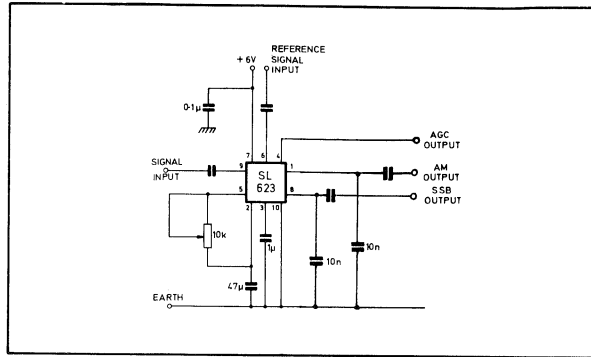 REFERENCE
SIGNAL
INPUT
+6V
0·1µ
7 6 4
AGC
OUTPUT
SIGNAL
INPUT
9
SL
623
1
AM
OUTPUT
5
8
SSB
OUTPUT
2 3 10
10k
1µ
10n
10n
47µ
EARTH